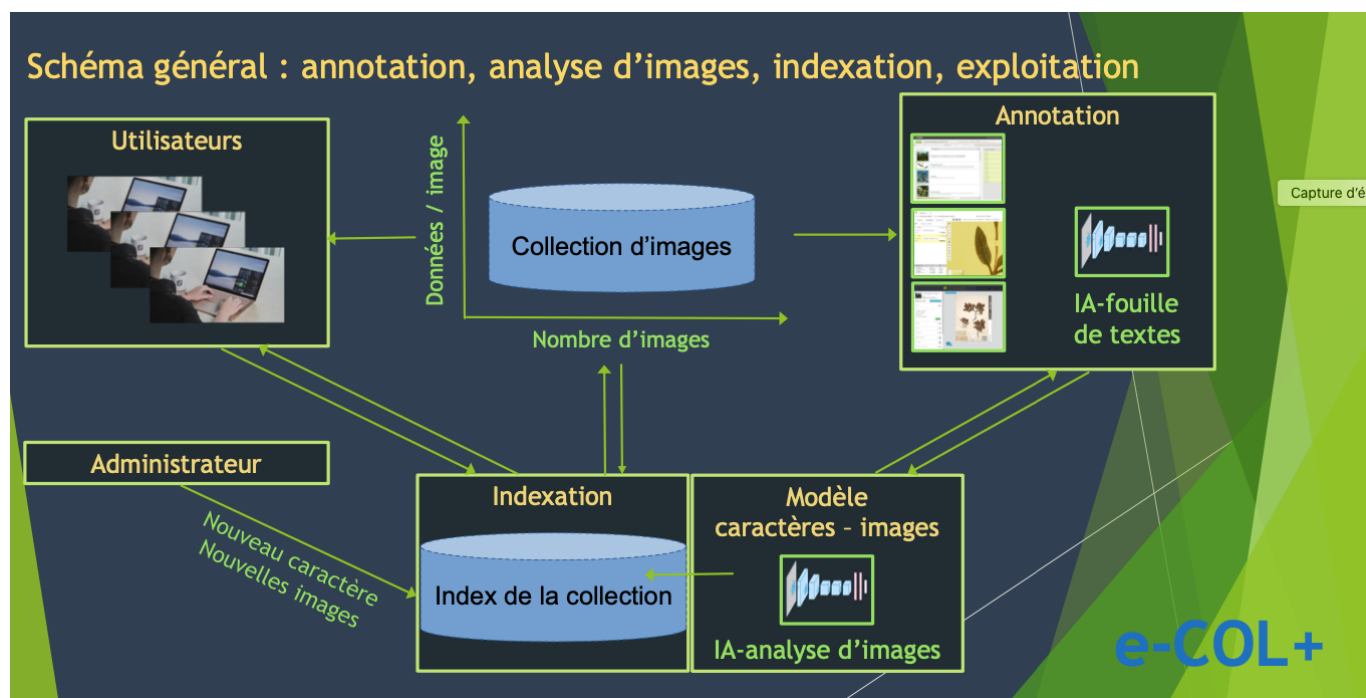 Schéma général : annotation, analyse d'images, indexation, exploitation
Utilisateurs
Données / image
Collection d'images
Nombre d'images
Annotation
IA-fouille
de textes
Capture d'é
Administrateur
Nouveau caractère
Nouvelles images
Indexation
Index de la collection
Modèle
caractères - images
IA-analyse d'images
e-COL+